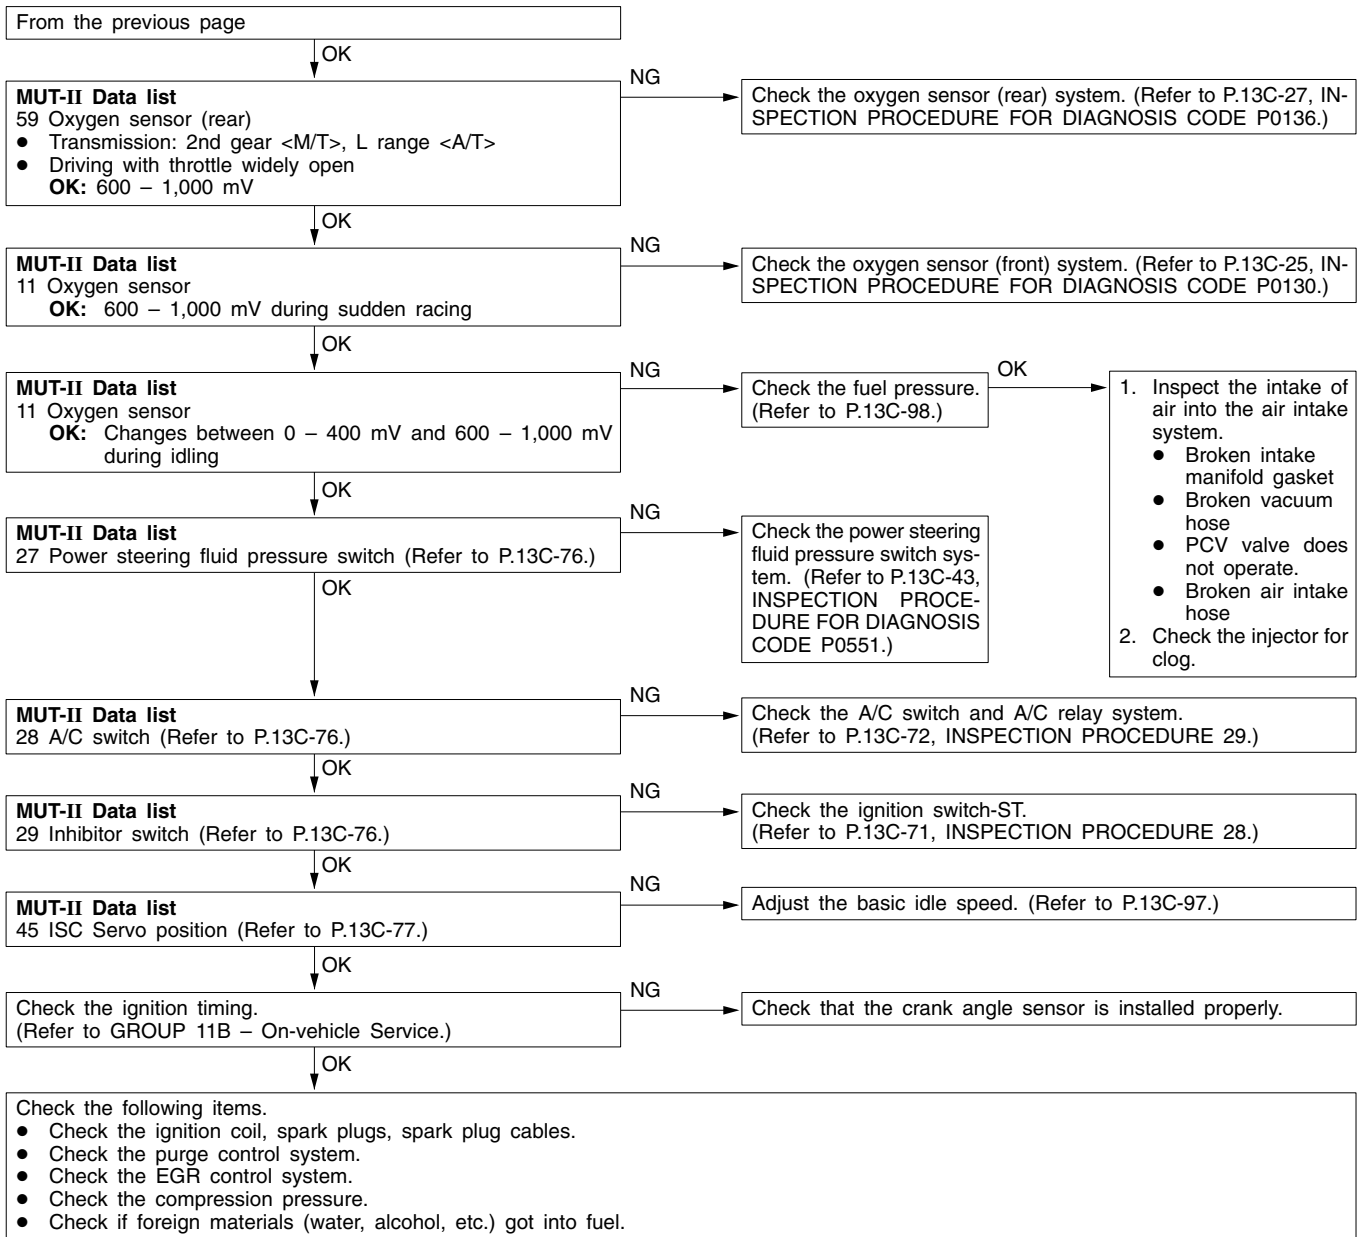 From the previous page
OK
MUT-II Data list
59 Oxygen sensor (rear)
● Transmission: 2nd gear <M/T>, L range <A/T>
● Driving with throttle widely open
OK: 600 – 1,000 mV
NG
Check the oxygen sensor (rear) system. (Refer to P.13C-27, IN-
SPECTION PROCEDURE FOR DIAGNOSIS CODE P0136.)
OK
MUT-II Data list
11 Oxygen sensor
OK: 600 – 1,000 mV during sudden racing
NG
Check the oxygen sensor (front) system. (Refer to P.13C-25, IN-
SPECTION PROCEDURE FOR DIAGNOSIS CODE P0130.)
OK
MUT-II Data list
11 Oxygen sensor
OK: Changes between 0 – 400 mV and 600 – 1,000 mV
during idling
NG
Check the fuel pressure.
(Refer to P.13C-98.)
OK
1. Inspect the intake of
air into the air intake
system.
● Broken intake
manifold gasket
● Broken vacuum
hose
● PCV valve does
not operate.
● Broken air intake
hose
2. Check the injector for
clog.
OK
MUT-II Data list
27 Power steering fluid pressure switch (Refer to P.13C-76.)
NG
Check the power steering
fluid pressure switch sys-
tem. (Refer to P.13C-43,
INSPECTION PROCE-
DURE FOR DIAGNOSIS
CODE P0551.)
OK
MUT-II Data list
28 A/C switch (Refer to P.13C-76.)
NG
Check the A/C switch and A/C relay system.
(Refer to P.13C-72, INSPECTION PROCEDURE 29.)
OK
MUT-II Data list
29 Inhibitor switch (Refer to P.13C-76.)
NG
Check the ignition switch-ST.
(Refer to P.13C-71, INSPECTION PROCEDURE 28.)
OK
MUT-II Data list
45 ISC Servo position (Refer to P.13C-77.)
NG
Adjust the basic idle speed. (Refer to P.13C-97.)
OK
Check the ignition timing.
(Refer to GROUP 11B – On-vehicle Service.)
NG
Check that the crank angle sensor is installed properly.
OK
Check the following items.
● Check the ignition coil, spark plugs, spark plug cables.
● Check the purge control system.
● Check the EGR control system.
● Check the compression pressure.
● Check if foreign materials (water, alcohol, etc.) got into fuel.